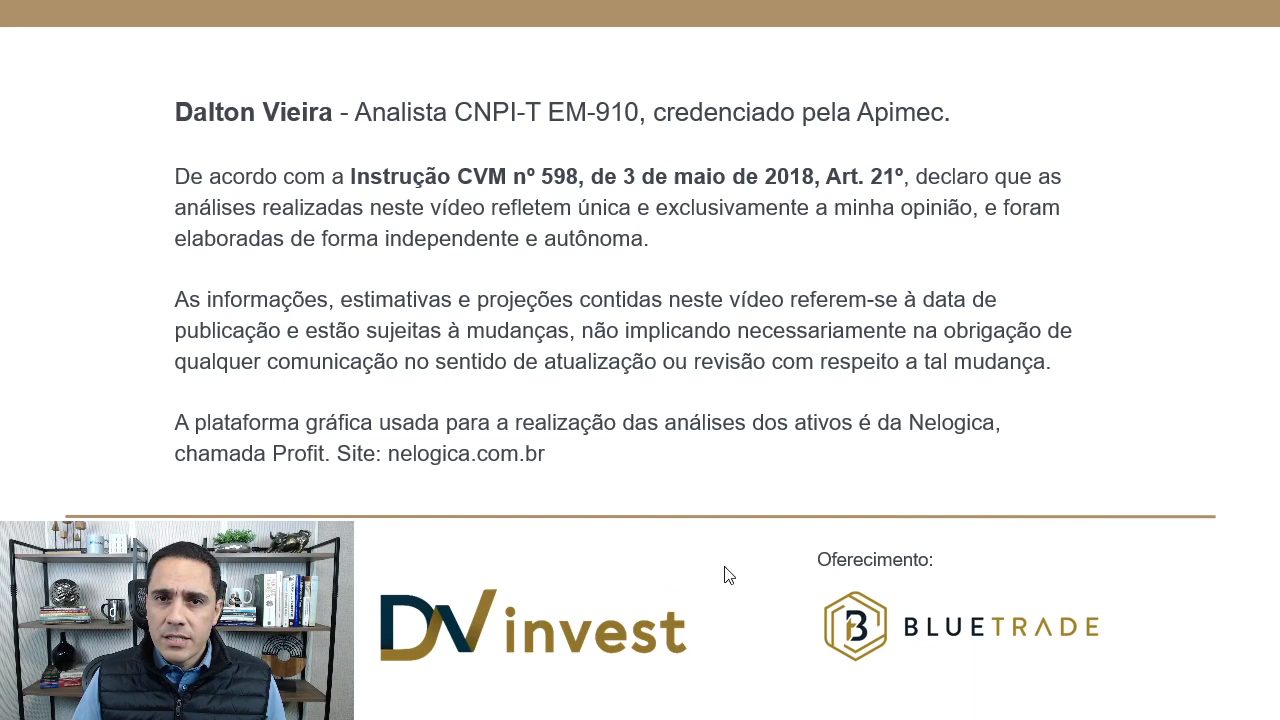 Dalton Vieira - Analista CNPI-T EM-910, credenciado pela Apimec.
De acordo com a Instrução CVM nº 598, de 3 de maio de 2018, Art. 21º, declaro que as
análises realizadas neste vídeo refletem única e exclusivamente a minha opinião, e foram
elaboradas de forma independente e autônoma.
As informações, estimativas e projeções contidas neste vídeo referem-se à data de
publicação e estão sujeitas à mudanças, não implicando necessariamente na obrigação de
qualquer comunicação no sentido de atualização ou revisão com respeito a tal mudança.
A plataforma gráfica usada para a realização das análises dos ativos é da Nelogica,
chamada Profit. Site: nelogica.com.br
Oferecimento:
DV invest
BLUETRADE